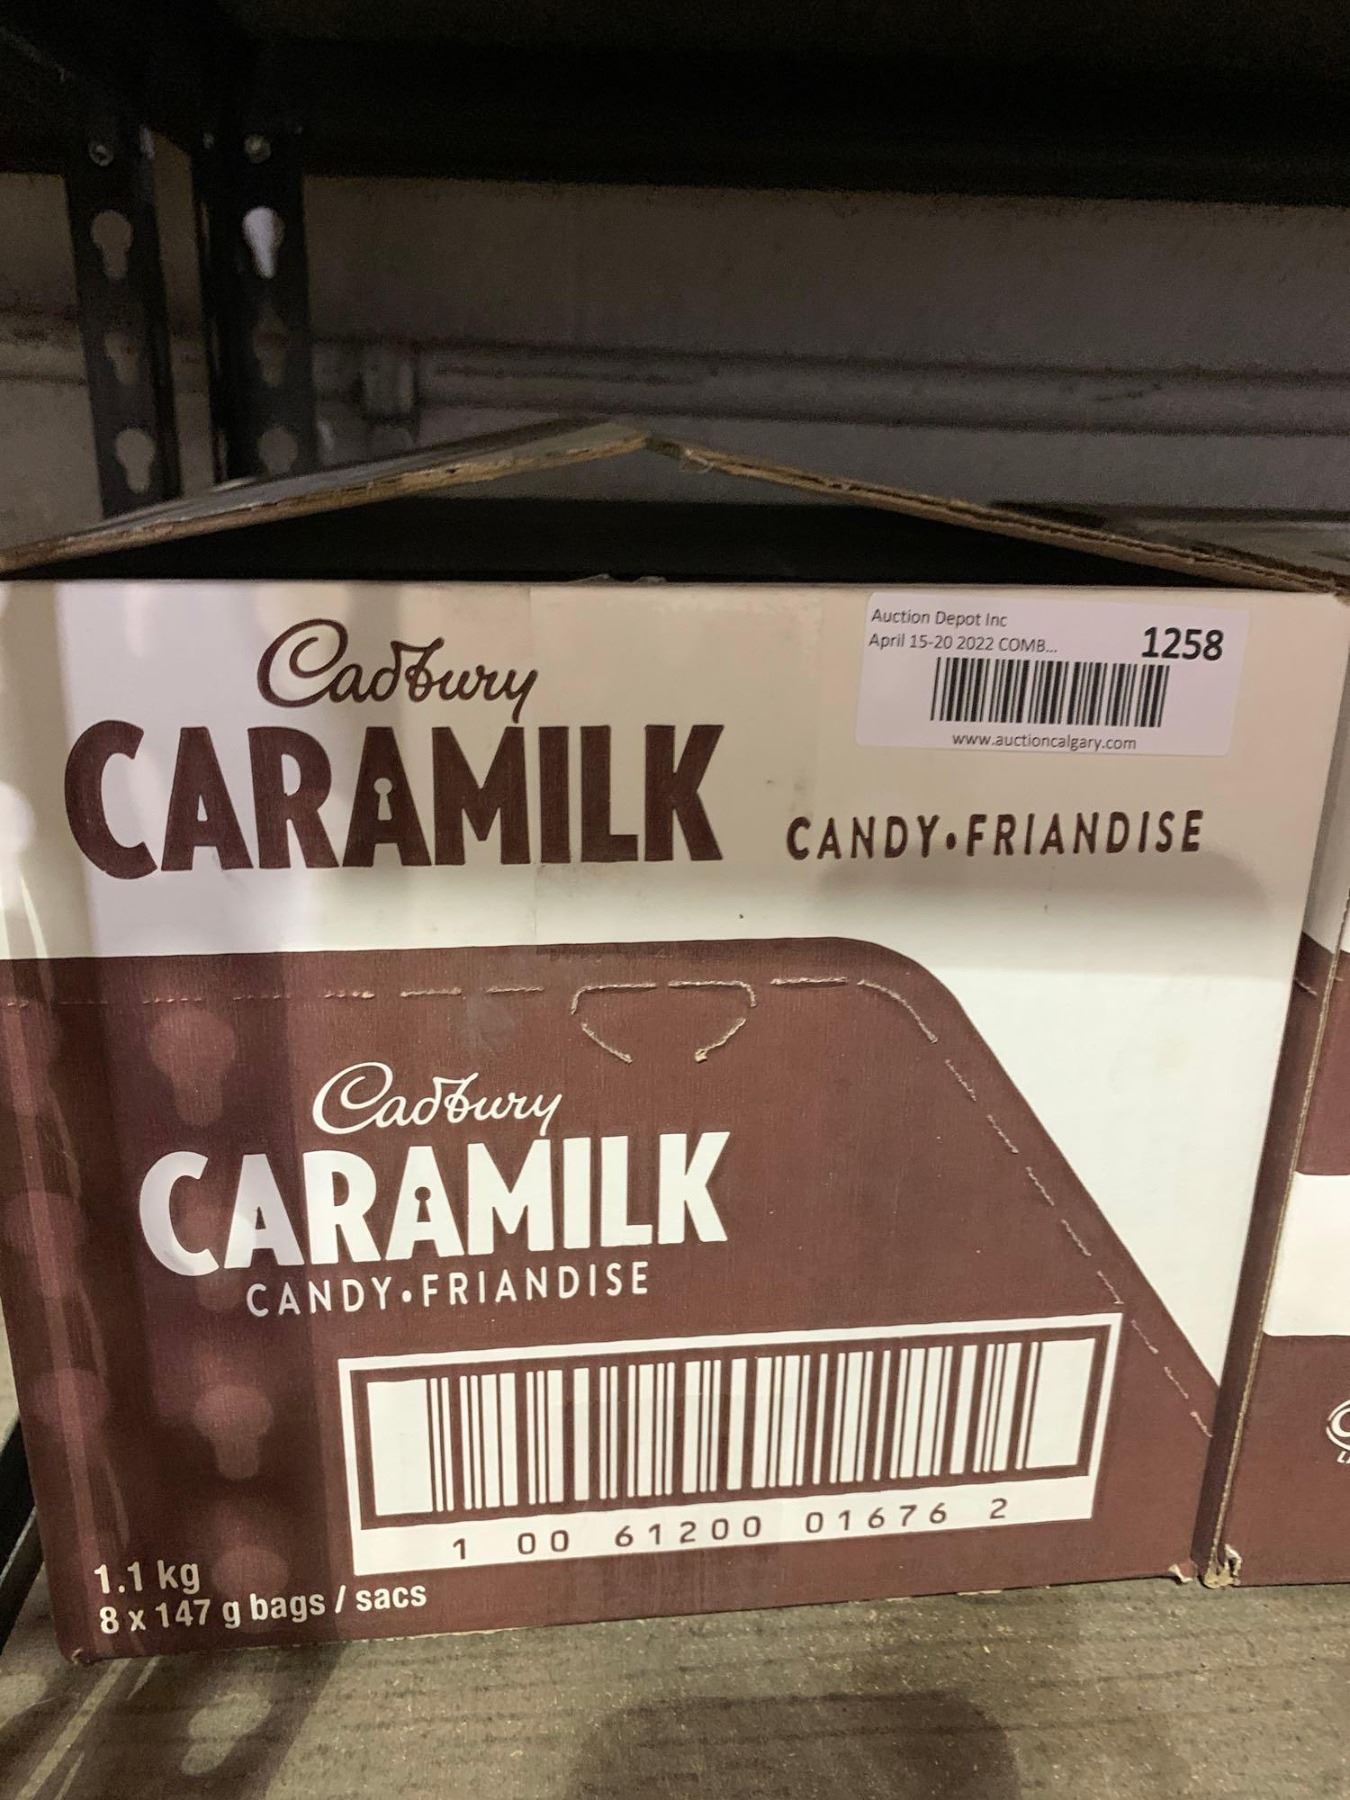 Auction Depot Inc
April 15-20 2022 COMB...
1258
www.auctioncalgary.com
Cadbury
CARAMILK
CANDY•FRIANDISE
Cadbury
CARAMILK
CANDY•FRIANDISE
1 00 61200 01676 2
1.1 kg
8 x 147 g bags / sacs